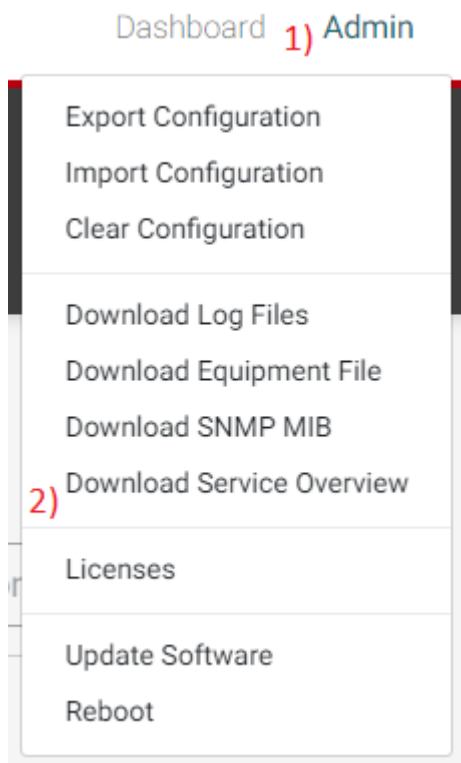 Dashboard 1) Admin
Export Configuration
Import Configuration
Clear Configuration
Download Log Files
Download Equipment File
Download SNMP MIB
2) Download Service Overview
Licenses
Update Software
Reboot